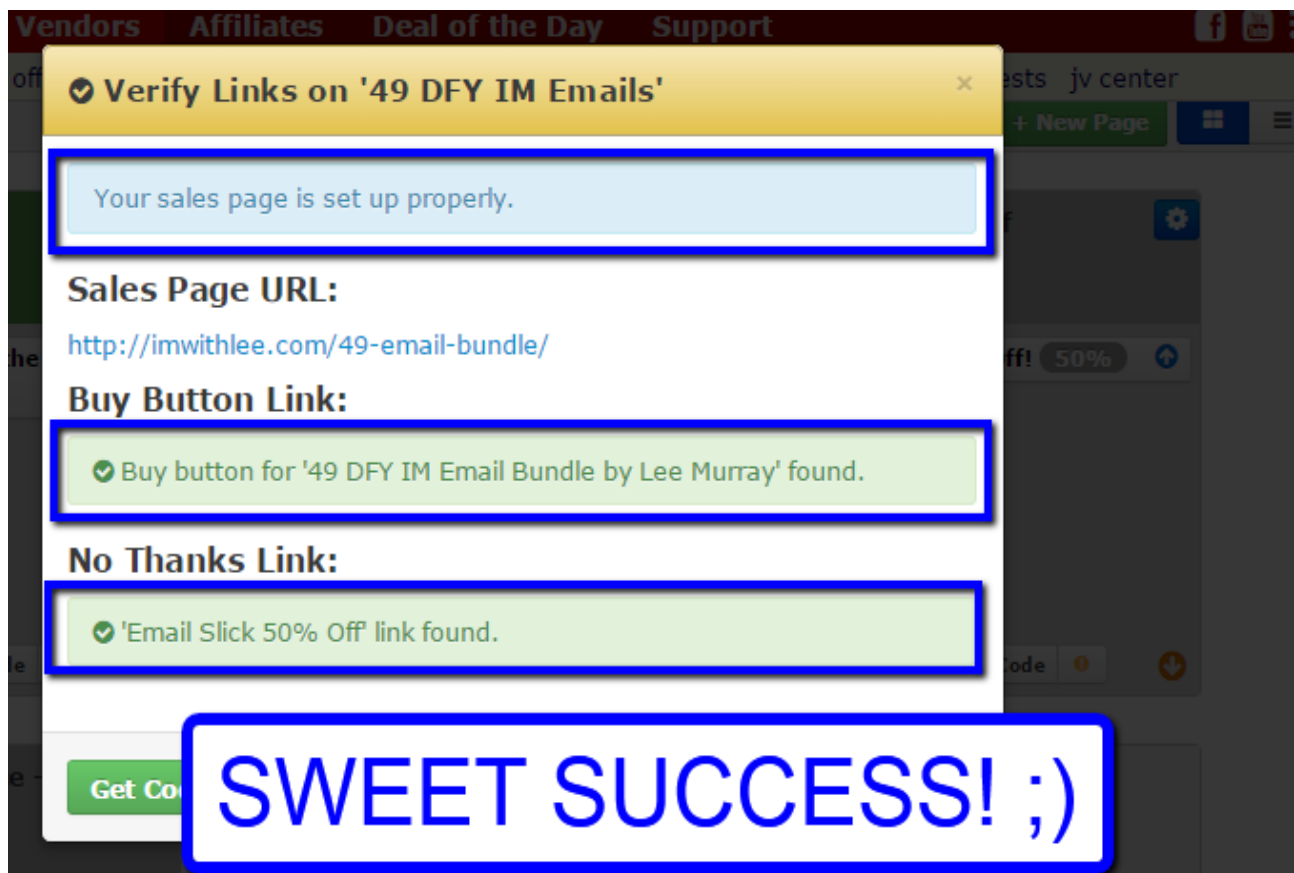 Vendors Affiliates Deal of the Day Support
off
jv center
+ New Page
Verify Links on '49 DFY IM Emails'
×
Your sales page is set up properly.
Sales Page URL:
http://imwithlee.com/49-email-bundle/
50%
Buy Button Link:
Buy button for '49 DFY IM Email Bundle by Lee Murray' found.
No Thanks Link:
'Email Slick 50% Off' link found.
Get
SWEET SUCCESS! ;)